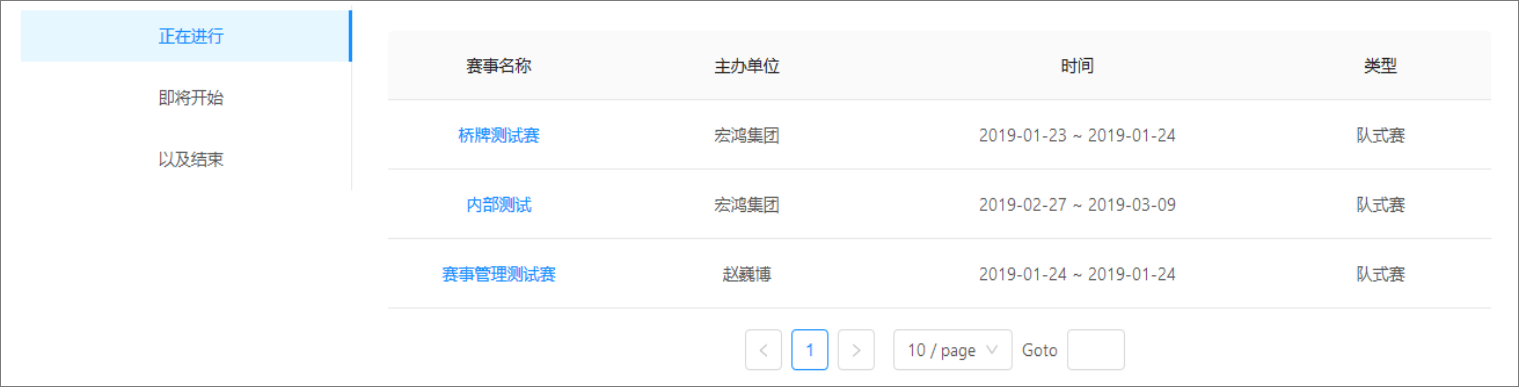 正在进行
即将开始
以及结束
赛事名称 主办单位 时间 类型
桥牌测试赛 宏鸿集团 2019-01-23 ~ 2019-01-24 队式赛
内部测试 宏鸿集团 2019-02-27 ~ 2019-03-09 队式赛
赛事管理测试赛 赵巍博 2019-01-24 ~ 2019-01-24 队式赛
< 1 > 10 / page Goto